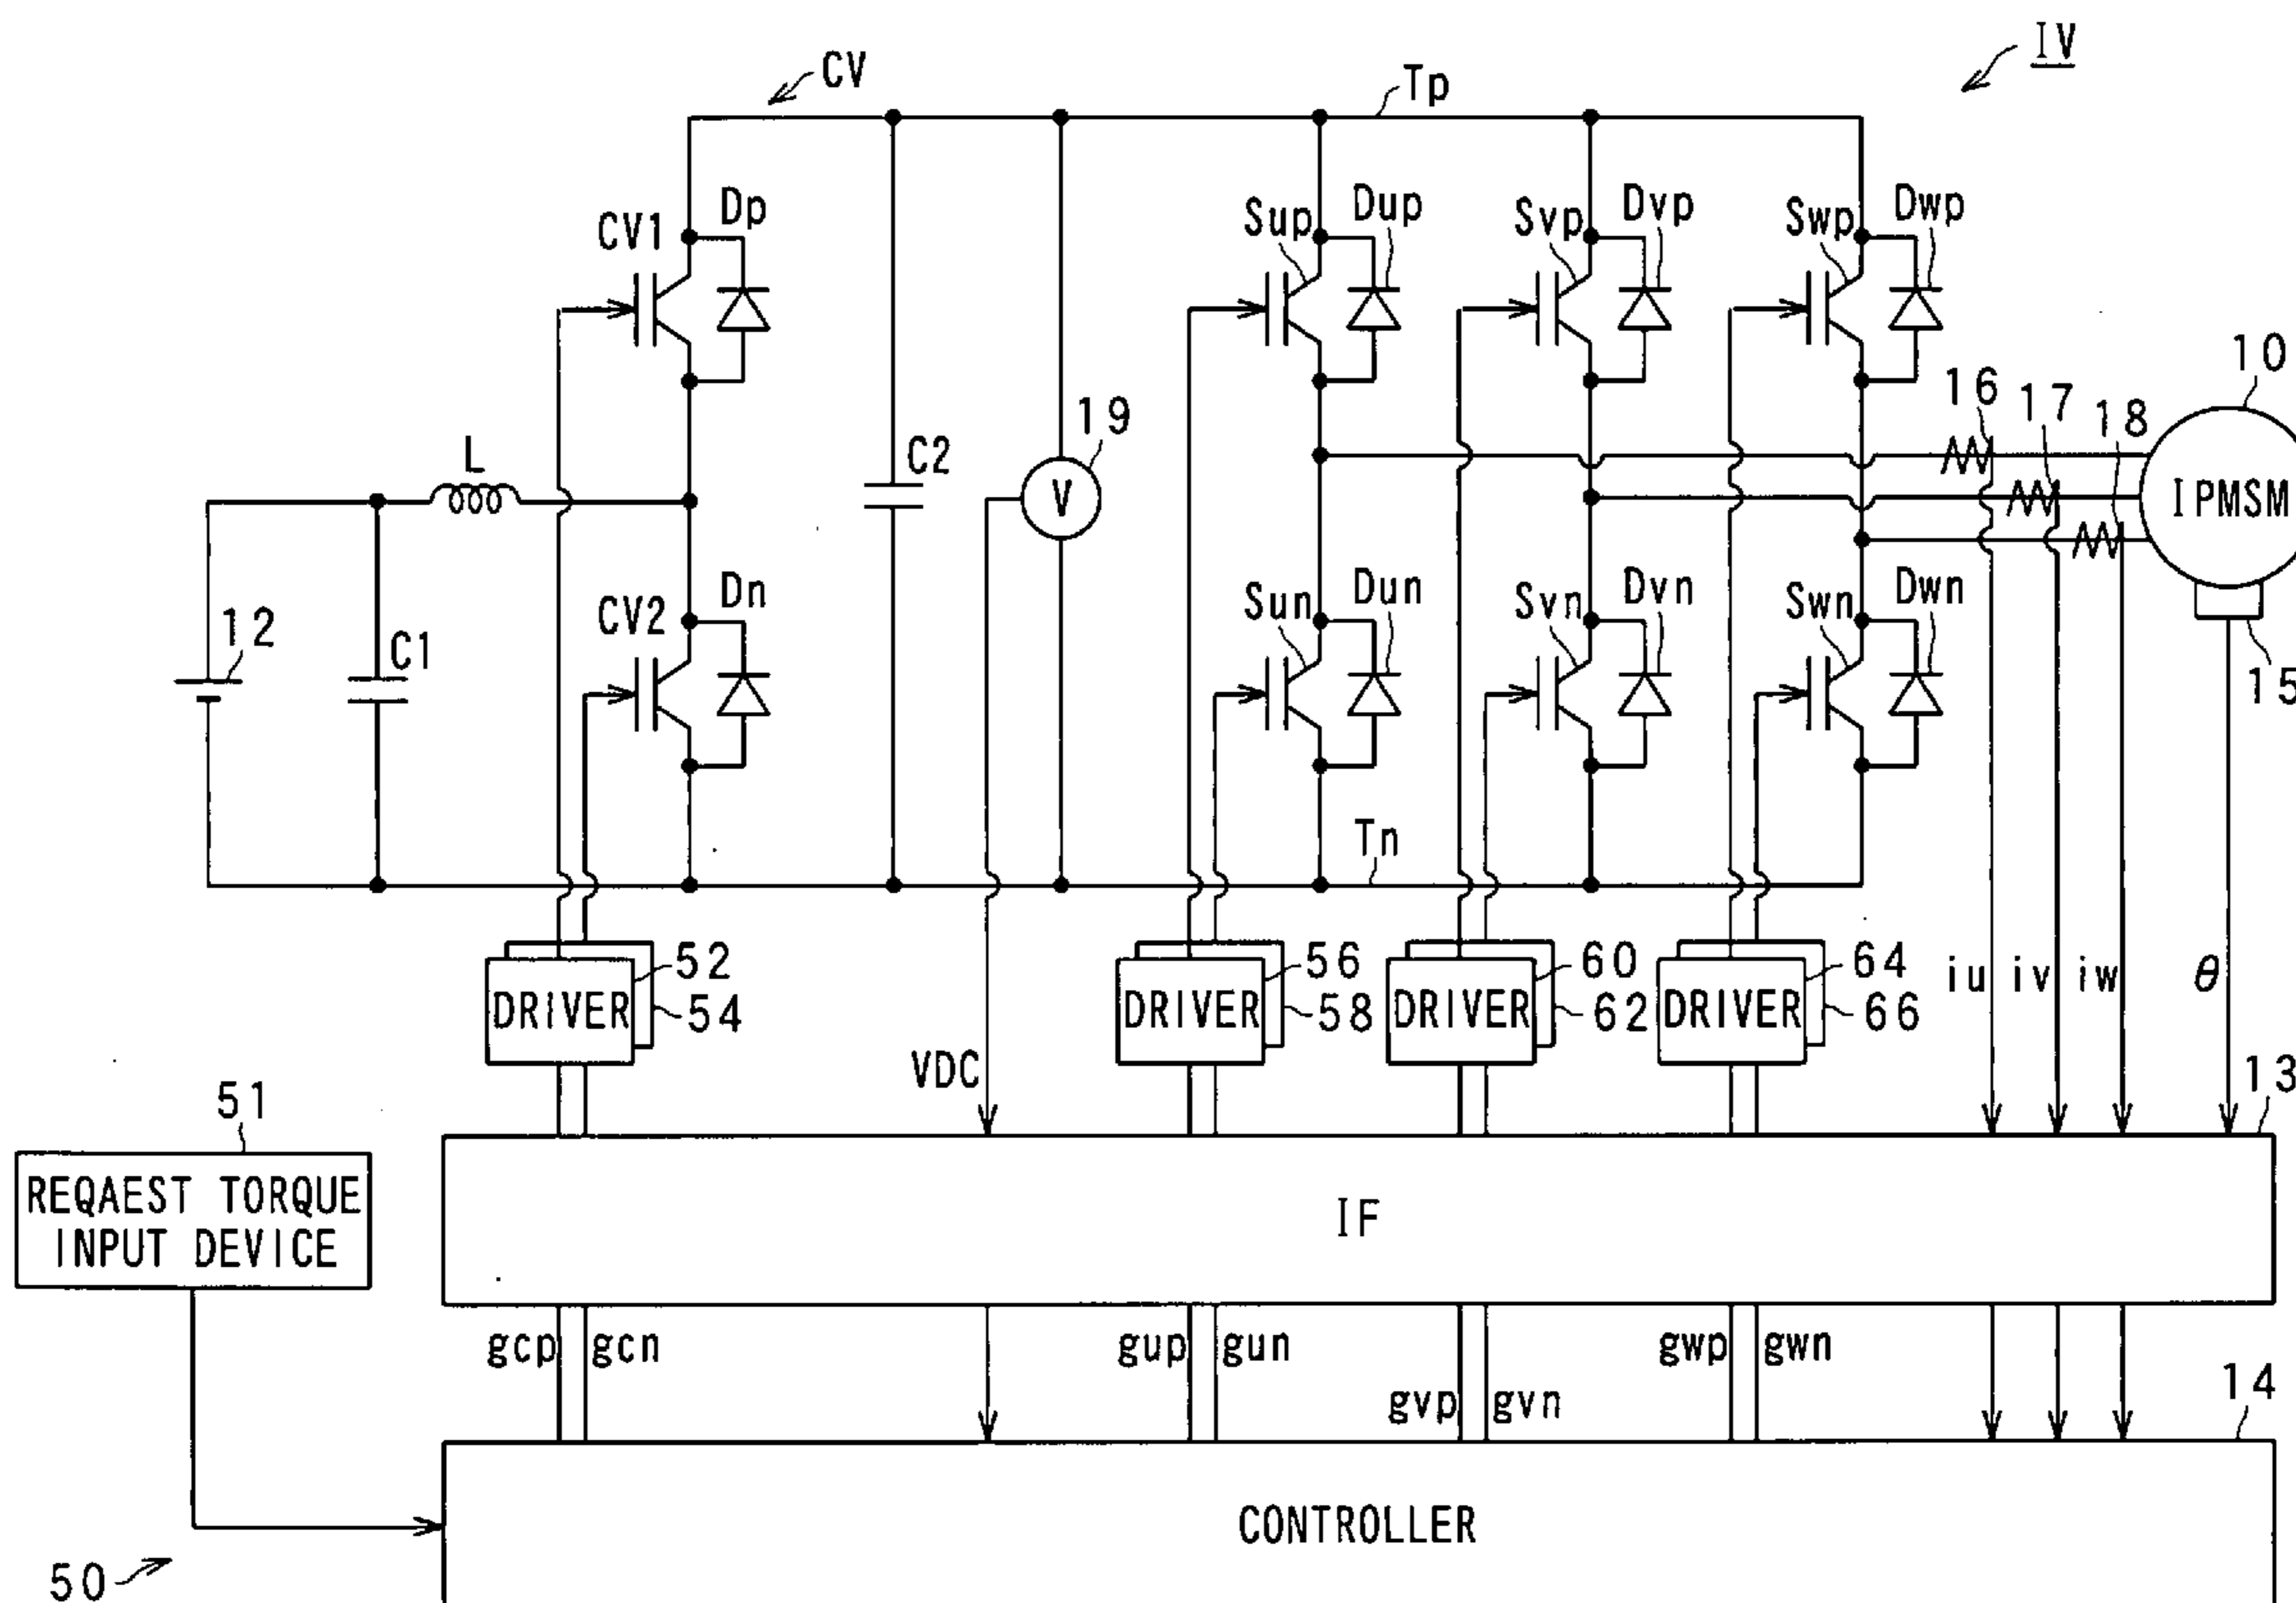 IV
CV
Tp
Dp
CV1
Sup
Dup
Svp
Dvp
Swp
Dwp
10
16
17
18
19
L
C2
V
IPMSM
12
C1
CV2
Dn
Sun
Dun
Svn
Dvn
Swn
Dwn
15
Tn
52
DRIVER
54
56
DRIVER
58
60
DRIVER
62
64
DRIVER
66
iu
iv
iw
θ
VDC
13
51
REQAEST TORQUE
INPUT DEVICE
IF
gcp
gcn
gup
gun
gvp
gvn
gwp
gwn
14
CONTROLLER
50